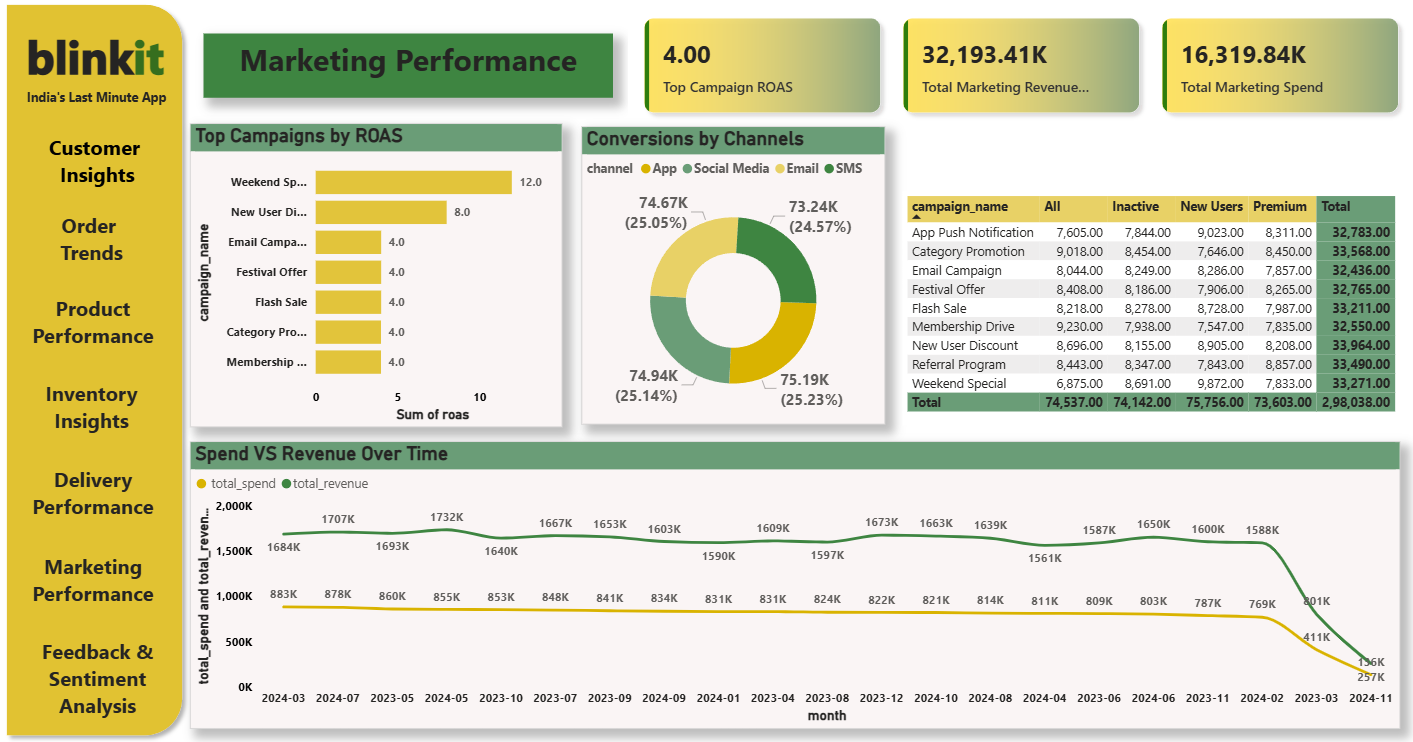 blinkit
India's Last Minute App
Customer
Insights
Order
Trends
Product
Performance
Inventory
Insights
Delivery
Performance
Marketing
Performance
Feedback &
Sentiment
Analysis
Marketing Performance
4.00
Top Campaign ROAS
32,193.41K
Total Marketing Revenue...
16,319.84K
Total Marketing Spend
Top Campaigns by ROAS
campaign_name
Weekend Sp... 12.0
New User Di... 8.0
Email Campa... 4.0
Festival Offer 4.0
Flash Sale 4.0
Category Pro... 4.0
Membership ... 4.0
0 5 10
Sum of roas
Conversions by Channels
channel App Social Media Email SMS
74.67K
(25.05%)
73.24K
(24.57%)
74.94K
(25.14%)
75.19K
(25.23%)
campaign_name All Inactive New Users Premium Total
App Push Notification 7,605.00 7,844.00 9,023.00 8,311.00 32,783.00
Category Promotion 9,018.00 8,454.00 7,646.00 8,450.00 33,568.00
Email Campaign 8,044.00 8,249.00 8,286.00 7,857.00 32,436.00
Festival Offer 8,408.00 8,186.00 7,906.00 8,265.00 32,765.00
Flash Sale 8,218.00 8,278.00 8,728.00 7,987.00 33,211.00
Membership Drive 9,230.00 7,938.00 7,547.00 7,835.00 32,550.00
New User Discount 8,696.00 8,155.00 8,905.00 8,208.00 33,964.00
Referral Program 8,443.00 8,347.00 7,843.00 8,857.00 33,490.00
Weekend Special 6,875.00 8,691.00 9,872.00 7,833.00 33,271.00
Total 74,537.00 74,142.00 75,756.00 73,603.00 2,98,038.00
Spend VS Revenue Over Time
total_spend total_revenue
total_spend and total_reven...
2,000K
1,500K
1,000K
500K
0K
1684K 1707K 1693K 1732K 1640K 1667K 1653K 1603K 1590K 1609K 1597K 1673K 1663K 1639K 1561K 1587K 1650K 1600K 1588K 801K 257K
883K 878K 860K 855K 853K 848K 841K 834K 831K 831K 824K 822K 821K 814K 811K 809K 803K 787K 769K 411K 136K
2024-03 2024-07 2023-05 2024-05 2023-10 2023-07 2023-09 2024-09 2024-01 2023-04 2023-08 2023-12 2024-10 2024-08 2024-04 2023-06 2024-06 2023-11 2024-02 2023-03 2024-11
month